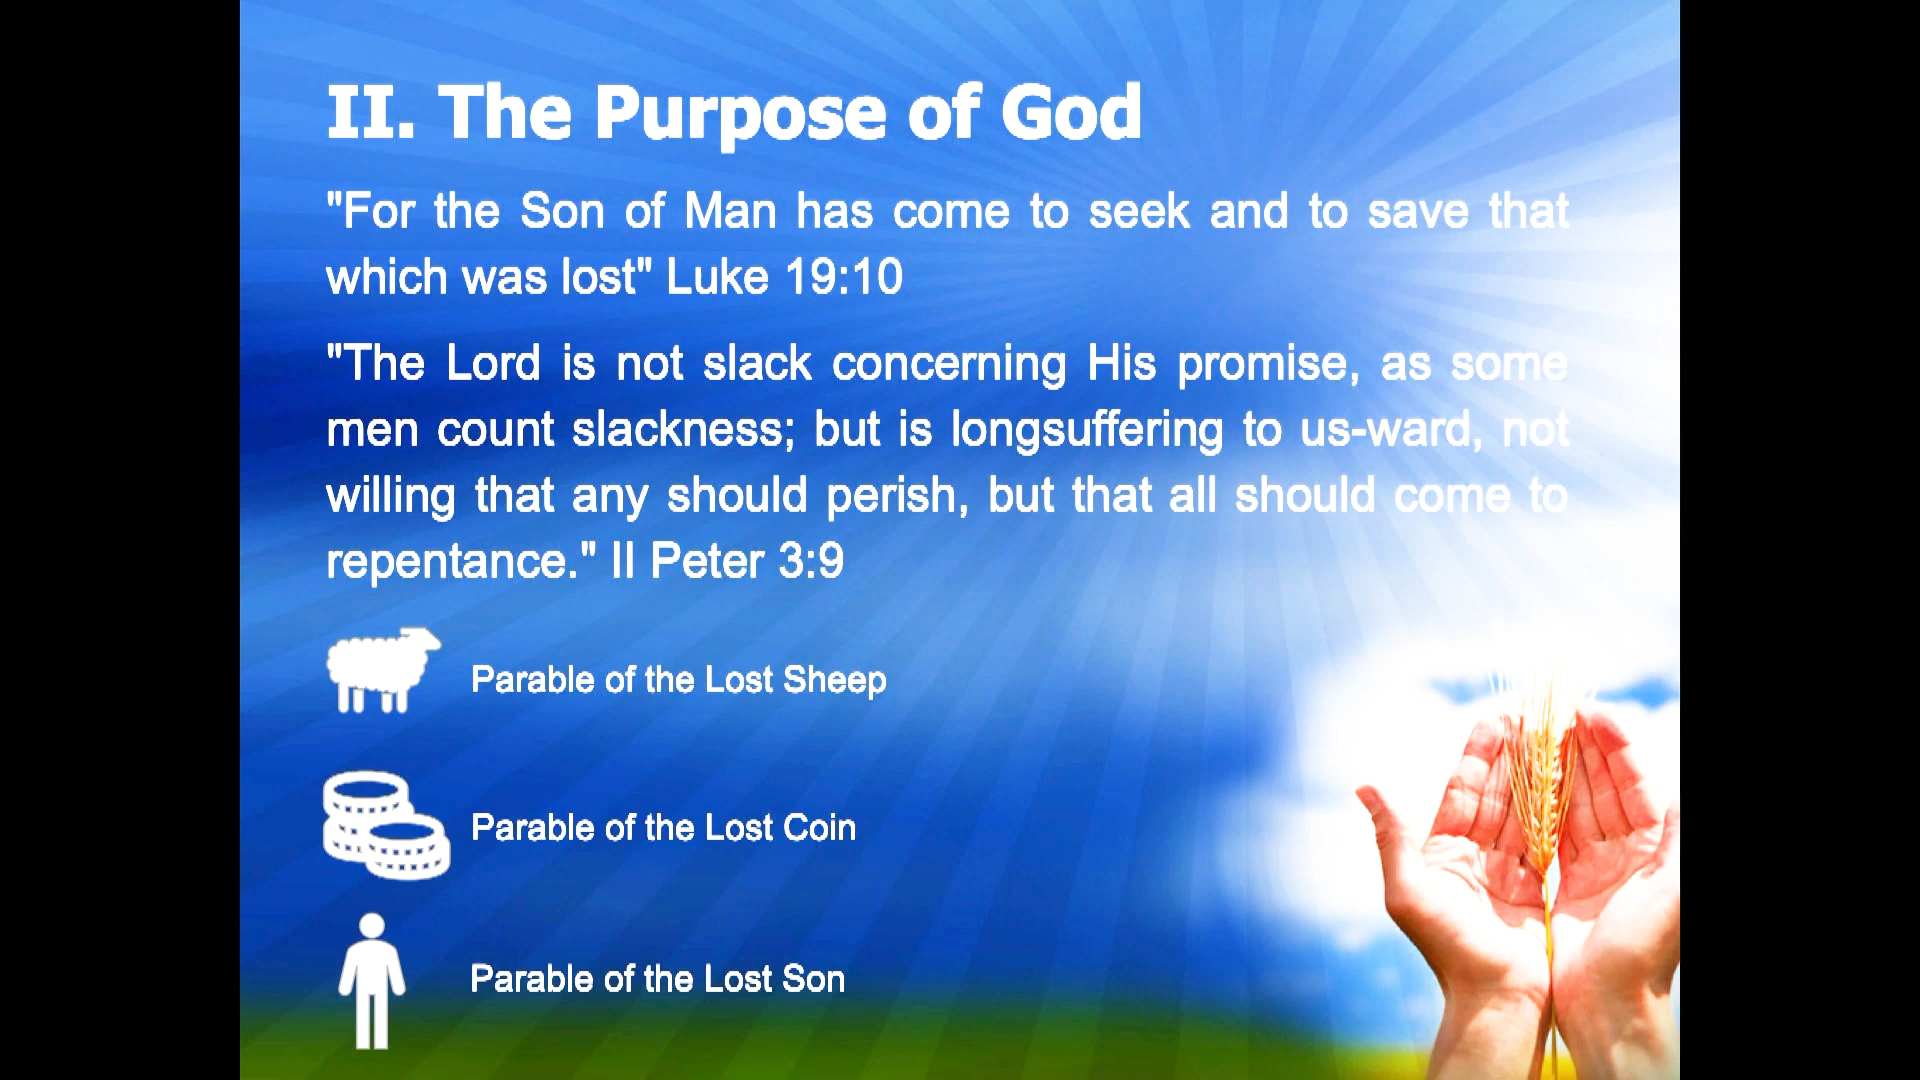 II. The Purpose of God
"For the Son of Man has come to seek and to save that
which was lost" Luke 19:10
"The Lord is not slack concerning His promise, as some
men count slackness; but is longsuffering to us-ward, not
willing that any should perish, but that all should come to
repentance." II Peter 3:9
Parable of the Lost Sheep
Parable of the Lost Coin
Parable of the Lost Son